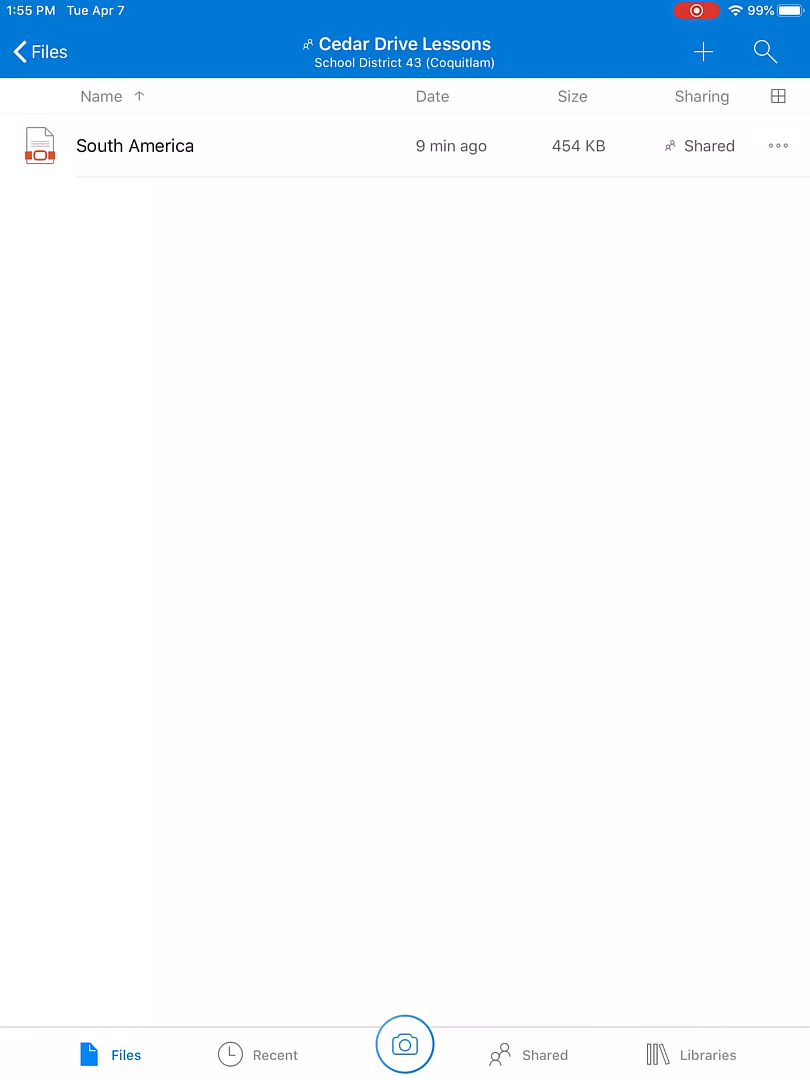 1:55 PM Tue Apr 7 99%
Files
Cedar Drive Lessons
School District 43 (Coquitlam)
Name Date Size Sharing
South America 9 min ago 454 KB Shared
Files Recent Shared Libraries